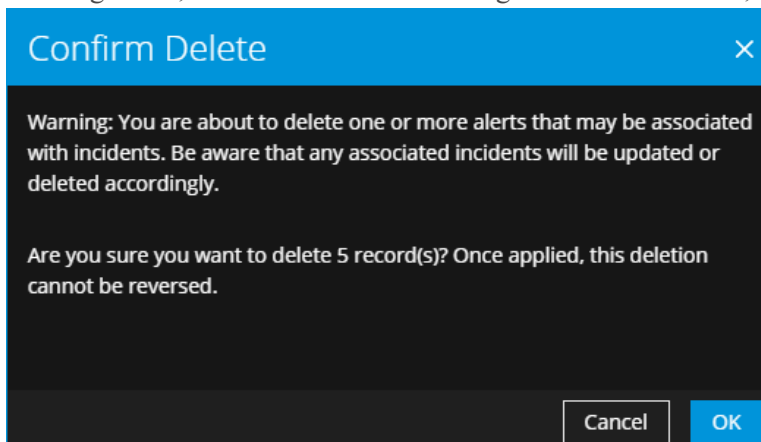 Confirm Delete
Warning: You are about to delete one or more alerts that may be associated
with incidents. Be aware that any associated incidents will be updated or
deleted accordingly.
Are you sure you want to delete 5 record(s)? Once applied, this deletion
cannot be reversed.
Cancel OK